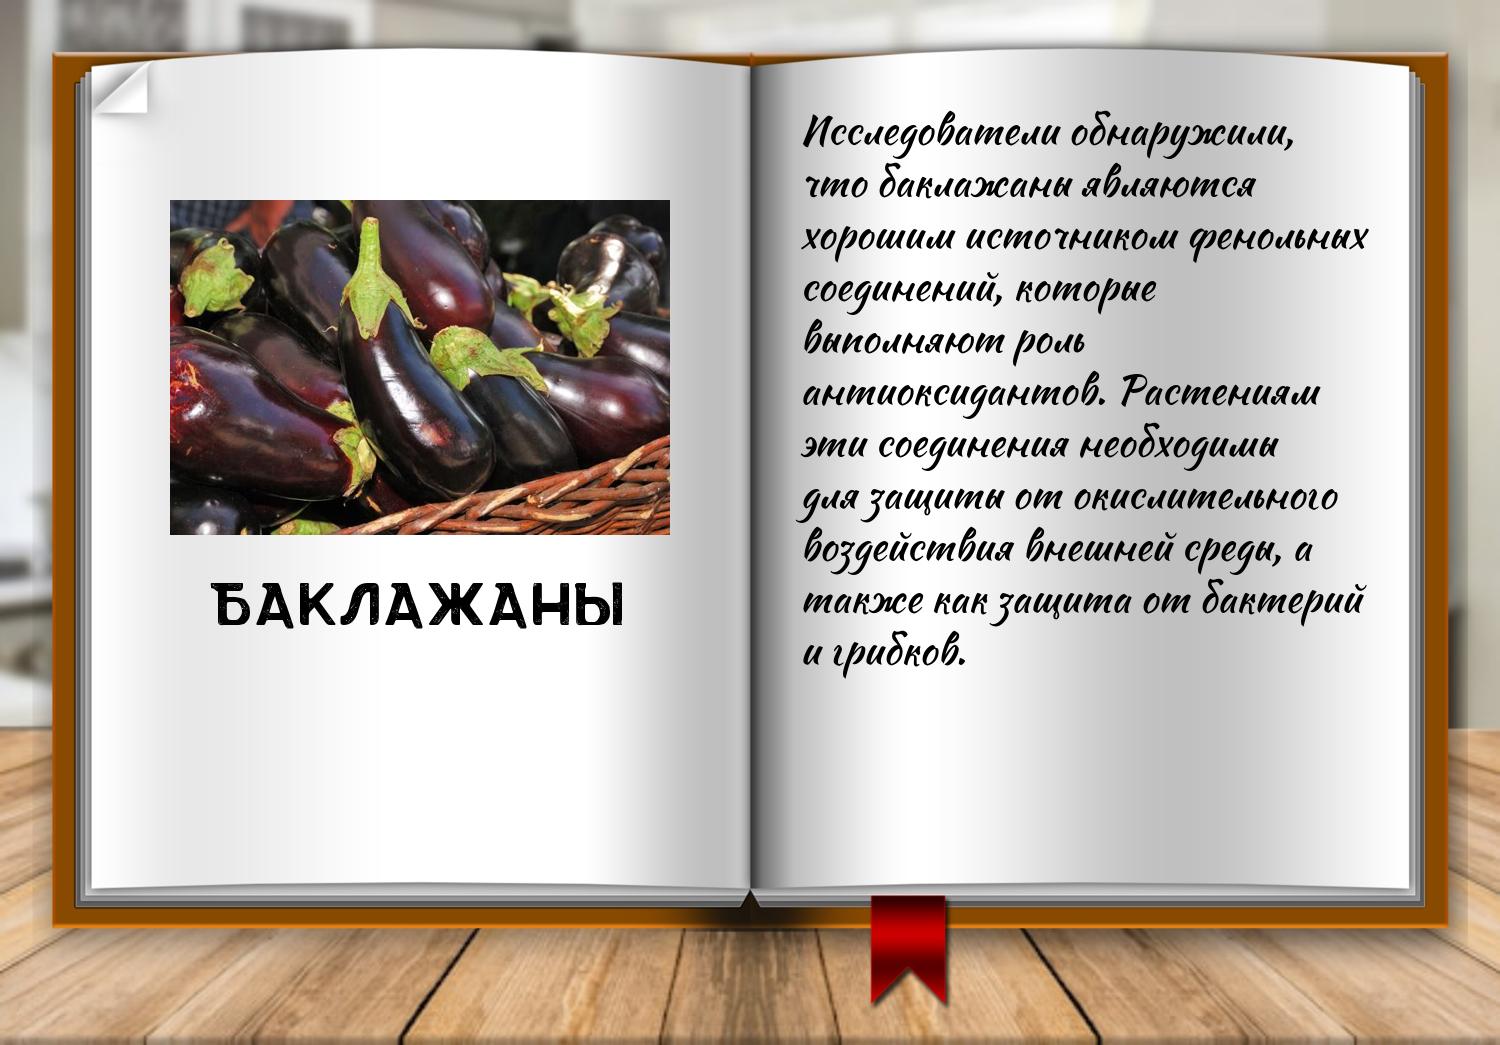 БАКЛАЖАНЫ
Исследователи обнаружили,
что баклажаны являются
хорошим источником фенольных
соединений, которые
выполняют роль
антиоксидантов. Растениям
эти соединения необходимы
для защиты от окислительного
воздействия внешней среды, а
также как защита от бактерий
и грибков.